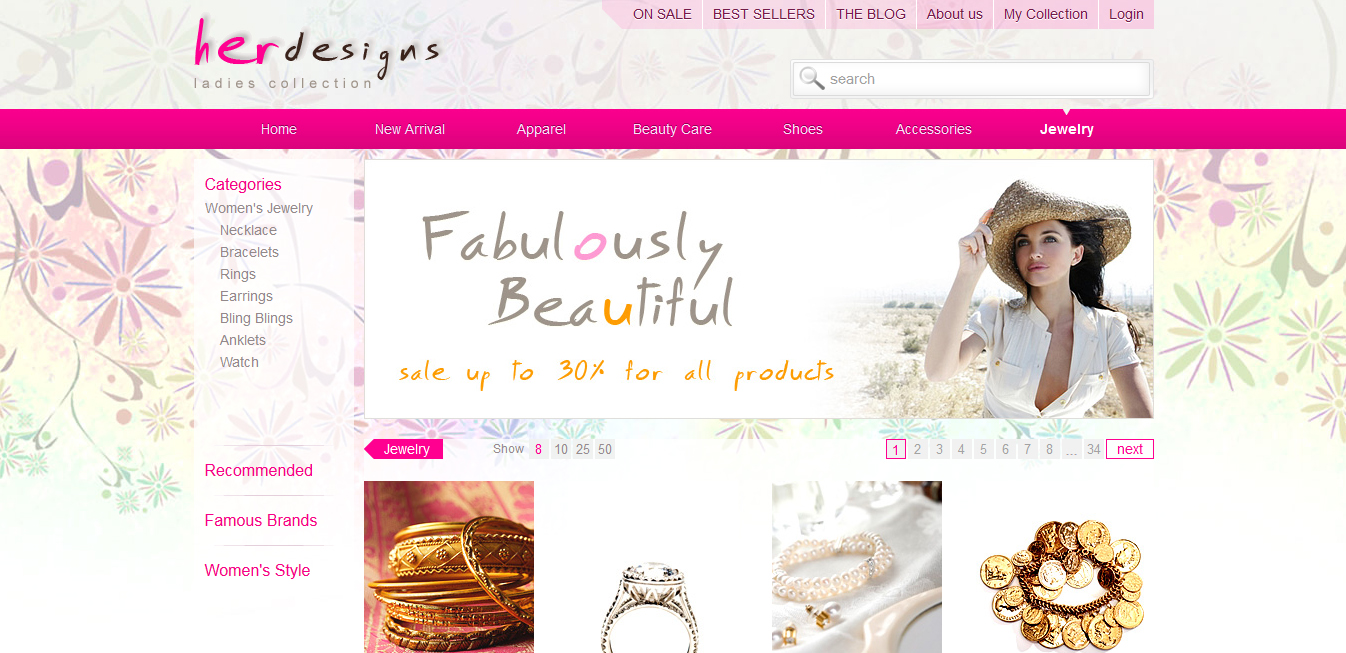 ON SALE BEST SELLERS THE BLOG About us My Collection Login
herdesigns
ladies collection
search
Home New Arrival Apparel Beauty Care Shoes Accessories Jewelry
Categories
Women's Jewelry
Necklace
Bracelets
Rings
Earrings
Bling Blings
Anklets
Watch
Recommended
Famous Brands
Women's Style
Fabulously
Beautiful
sale up to 30% for all products
Jewelry Show 8 10 25 50 1 2 3 4 5 6 7 8 ... 34 next